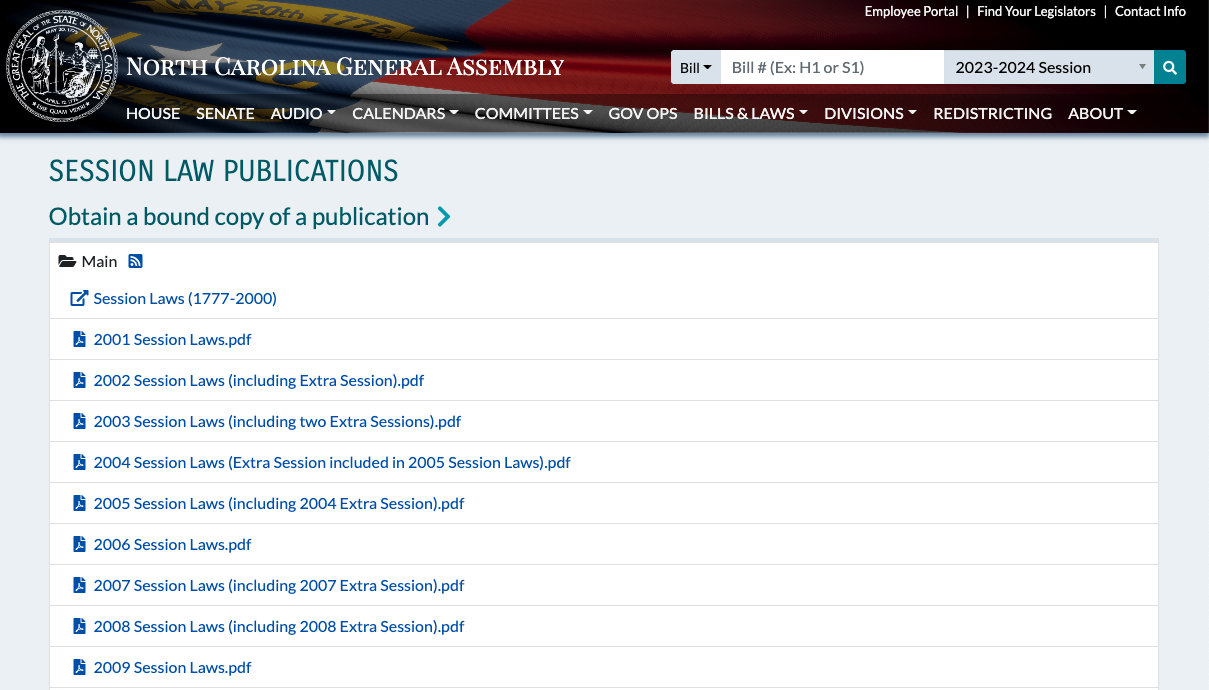 Employee Portal | Find Your Legislators | Contact Info
MAY 20th 1775
THE GREAT SEAL OF THE STATE OF NORTH CAROLINA
MAY 20, 1775
APRIL 12, 1776
ESSE QUAM VIDERI
NORTH CAROLINA GENERAL ASSEMBLY
Bill Bill # (Ex: H1 or S1) 2023-2024 Session
HOUSE SENATE AUDIO CALENDARS COMMITTEES GOV OPS BILLS & LAWS DIVISIONS REDISTRICTING ABOUT
SESSION LAW PUBLICATIONS
Obtain a bound copy of a publication
Main
Session Laws (1777-2000)
2001 Session Laws.pdf
2002 Session Laws (including Extra Session).pdf
2003 Session Laws (including two Extra Sessions).pdf
2004 Session Laws (Extra Session included in 2005 Session Laws).pdf
2005 Session Laws (including 2004 Extra Session).pdf
2006 Session Laws.pdf
2007 Session Laws (including 2007 Extra Session).pdf
2008 Session Laws (including 2008 Extra Session).pdf
2009 Session Laws.pdf